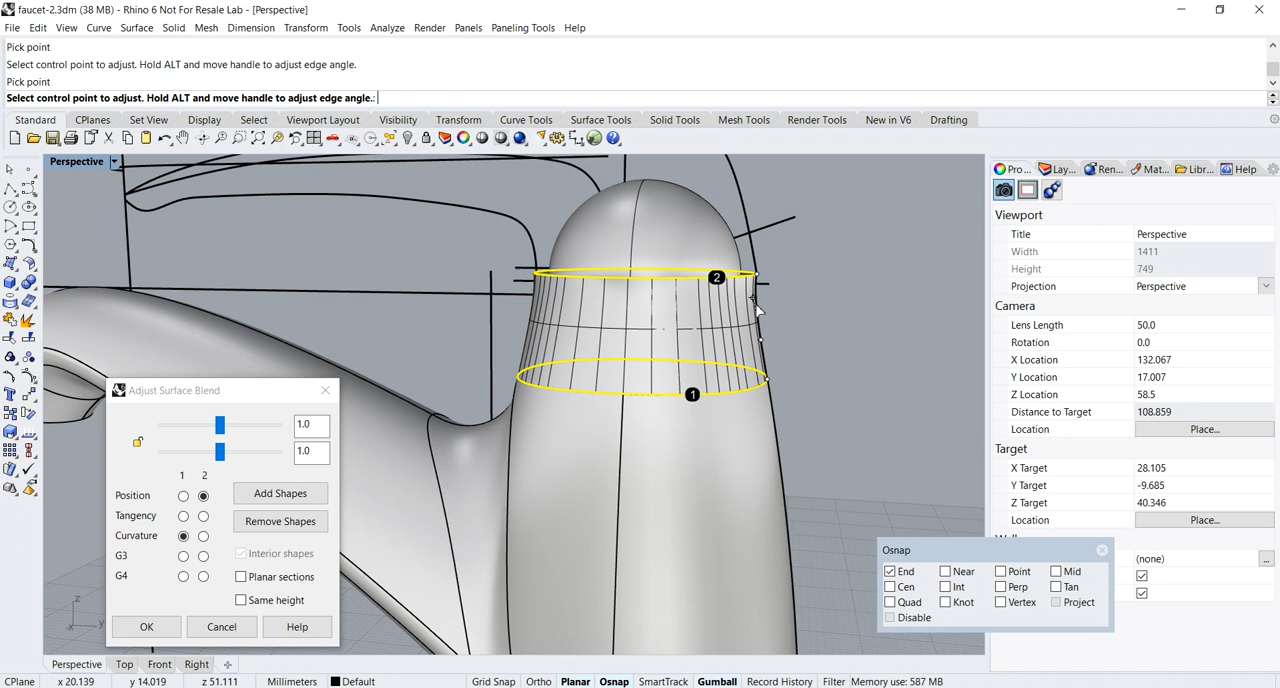 faucet-2.3dm (38 MB) - Rhino 6 Not For Resale Lab - [Perspective]
File Edit View Curve Surface Solid Mesh Dimension Transform Tools Analyze Render Panels Paneling Tools Help
Pick point
Select control point to adjust. Hold ALT and move handle to adjust edge angle.
Pick point
Select control point to adjust. Hold ALT and move handle to adjust edge angle.:
Standard CPlanes Set View Display Select Viewport Layout Visibility Transform Curve Tools Surface Tools Solid Tools Mesh Tools Render Tools New in V6 Drafting
Perspective
Pro... Lay... Ren... Mat... Libr... Help
Viewport
Title Perspective
Width 1411
Height 749
Projection Perspective
Camera
Lens Length 50.0
Rotation 0.0
X Location 132.067
Y Location 17.007
Z Location 58.5
Distance to Target 108.859
Location Place...
Target
X Target 28.105
Y Target -9.685
Z Target 40.346
Location Place...
(none) ...
2
1
Adjust Surface Blend
1.0
1.0
1 2
Position
Tangency
Curvature
G3
G4
Add Shapes
Remove Shapes
Interior shapes
Planar sections
Same height
OK Cancel Help
Osnap
End Near Point Mid
Cen Int Perp Tan
Quad Knot Vertex Project
Disable
z
x y
Perspective Top Front Right
CPlane x 20.139 y 14.019 z 51.111 Millimeters Default Grid Snap Ortho Planar Osnap SmartTrack Gumball Record History Filter Memory use: 587 MB